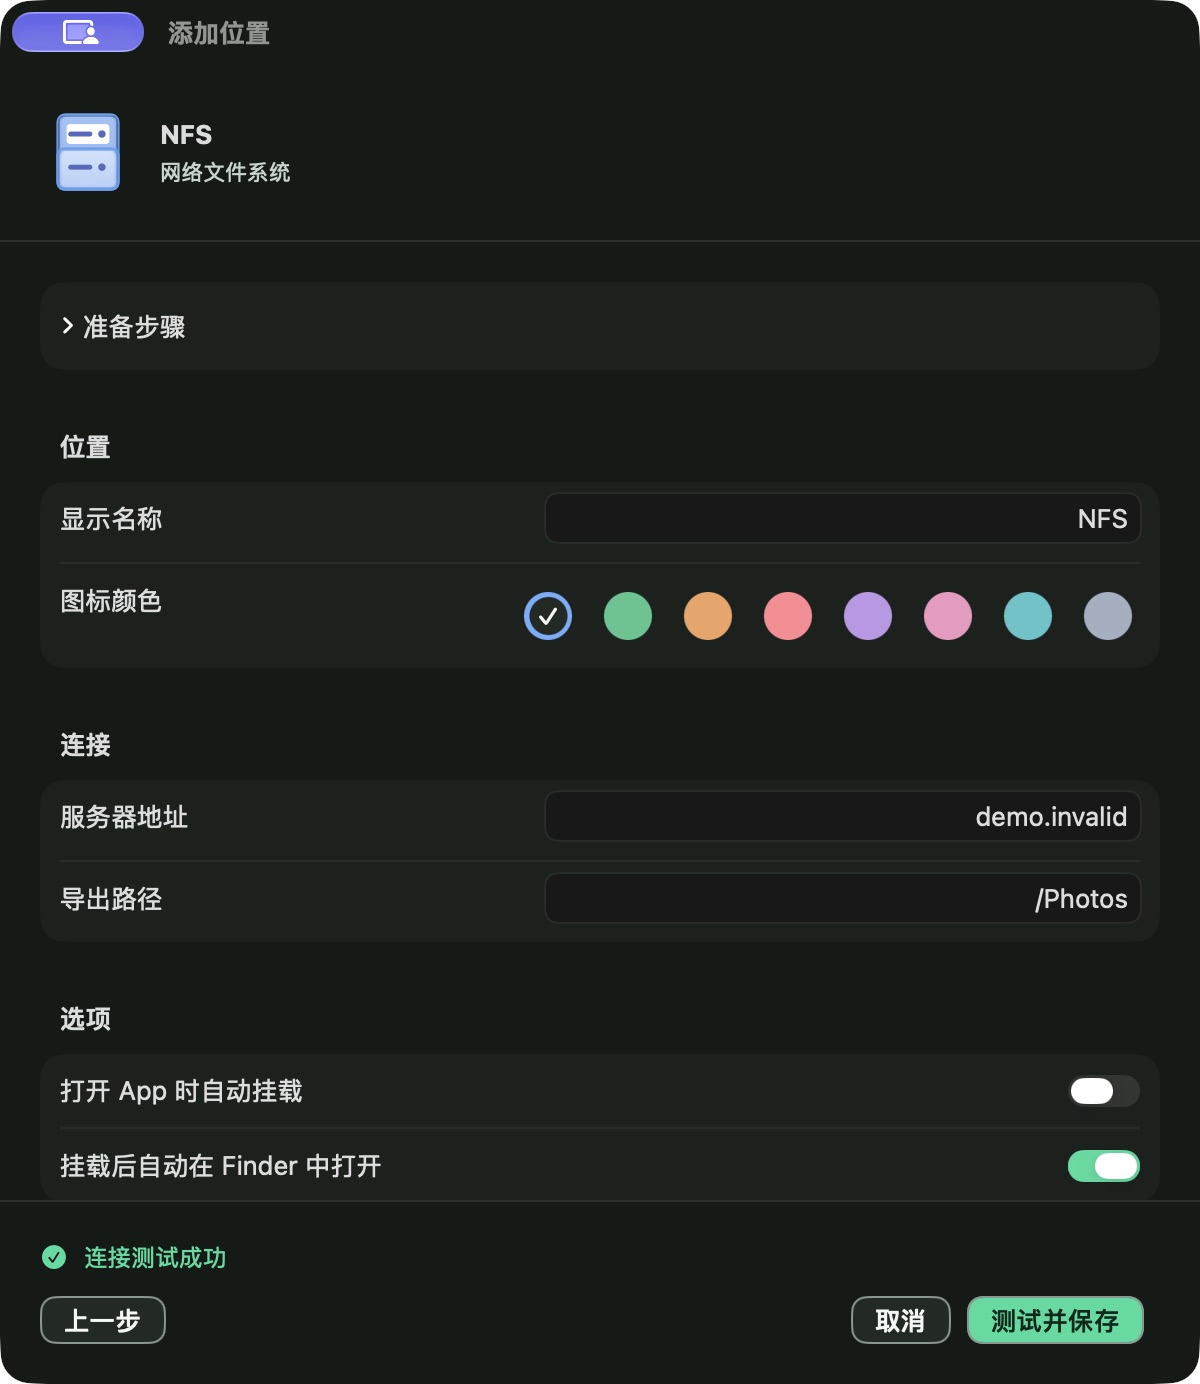 添加位置
NFS
网络文件系统
准备步骤
位置
显示名称
NFS
图标颜色
连接
服务器地址
demo.invalid
导出路径
/Photos
选项
打开 App 时自动挂载
挂载后自动在 Finder 中打开
连接测试成功
上一步
取消
测试并保存